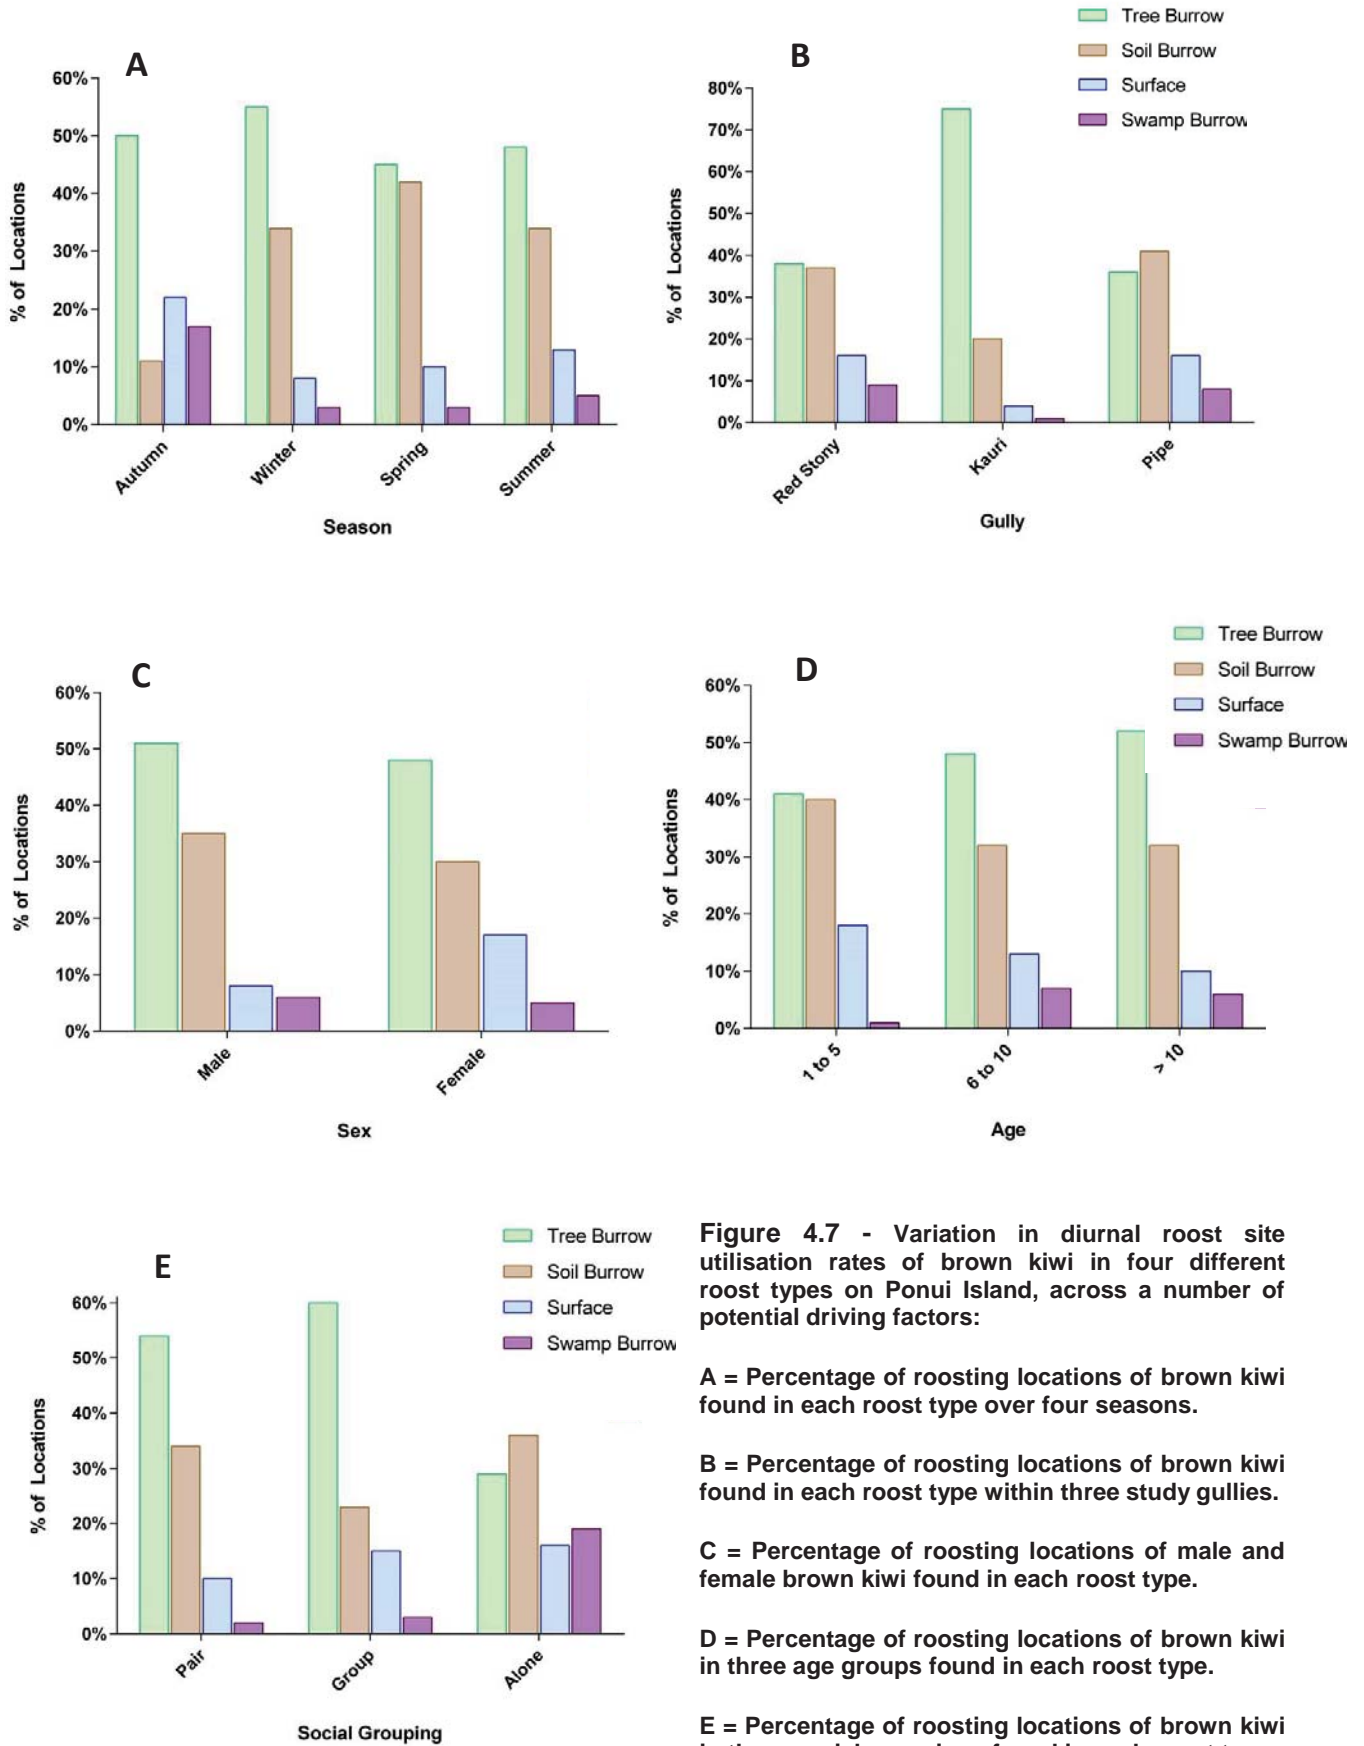 A
60%
50%
40%
30%
20%
10%
0%
% of Locations
Autumn
Winter
Spring
Summer
Season
B
Tree Burrow
Soil Burrow
Surface
Swamp Burrow
80%
70%
60%
50%
40%
30%
20%
10%
0%
% of Locations
Red Stony
Kauri
Pipe
Gully
C
60%
50%
40%
30%
20%
10%
0%
% of Locations
Male
Female
Sex
D
Tree Burrow
Soil Burrow
Surface
Swamp Burrow
60%
50%
40%
30%
20%
10%
0%
% of Locations
1 to 5
6 to 10
> 10
Age
E
Tree Burrow
Soil Burrow
Surface
Swamp Burrow
60%
50%
40%
30%
20%
10%
0%
% of Locations
Pair
Group
Alone
Social Grouping
Figure 4.7 - Variation in diurnal roost site
utilisation rates of brown kiwi in four different
roost types on Ponui Island, across a number of
potential driving factors:
A = Percentage of roosting locations of brown kiwi
found in each roost type over four seasons.
B = Percentage of roosting locations of brown kiwi
found in each roost type within three study gullies.
C = Percentage of roosting locations of male and
female brown kiwi found in each roost type.
D = Percentage of roosting locations of brown kiwi
in three age groups found in each roost type.
E = Percentage of roosting locations of brown kiwi